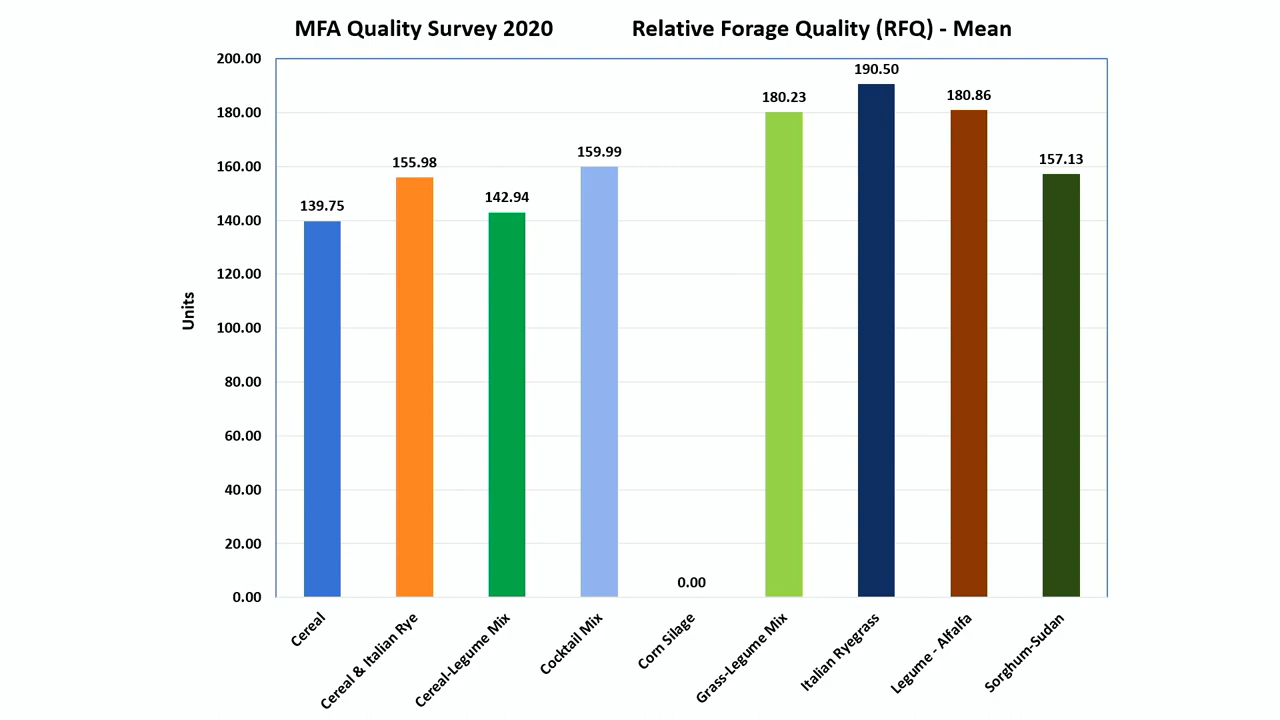 MFA Quality Survey 2020 Relative Forage Quality (RFQ) - Mean
200.00
180.00
160.00
140.00
120.00
100.00
80.00
60.00
40.00
20.00
0.00
Units
139.75
155.98
142.94
159.99
0.00
180.23
190.50
180.86
157.13
Cereal
Cereal & Italian Rye
Cereal-Legume Mix
Cocktail Mix
Corn Silage
Grass-Legume Mix
Italian Ryegrass
Legume - Alfalfa
Sorghum-Sudan